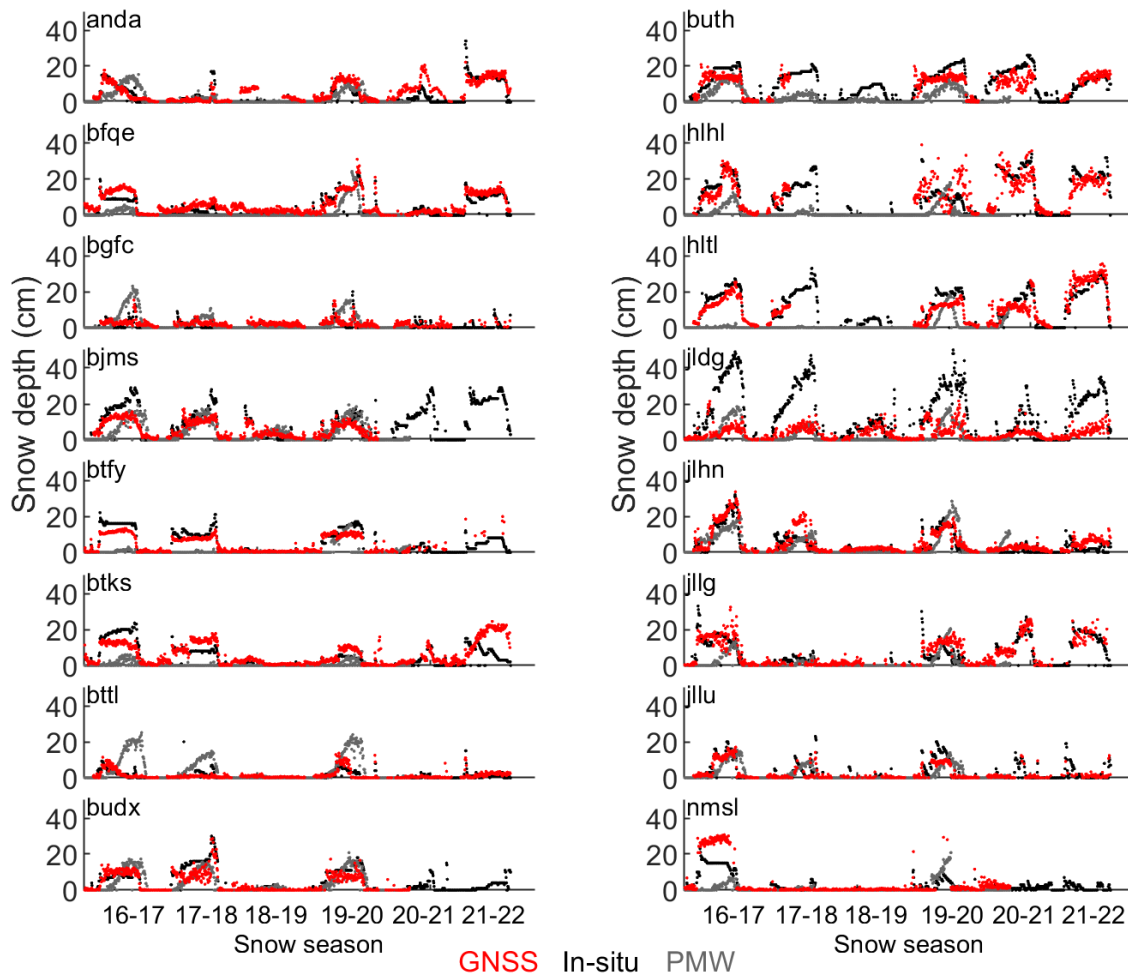 anda
40
20
0
bfqe
40
20
0
bgfc
40
20
0
bjms
40
20
0
btfy
40
20
0
btks
40
20
0
bttl
40
20
0
budx
40
20
0
Snow depth (cm)
16-17 17-18 18-19 19-20 20-21 21-22
Snow season
buth
40
20
0
hlhl
40
20
0
hltl
40
20
0
jldg
40
20
0
jlhn
40
20
0
jllg
40
20
0
jllu
40
20
0
nmsl
40
20
0
Snow depth (cm)
16-17 17-18 18-19 19-20 20-21 21-22
Snow season
GNSS In-situ PMW